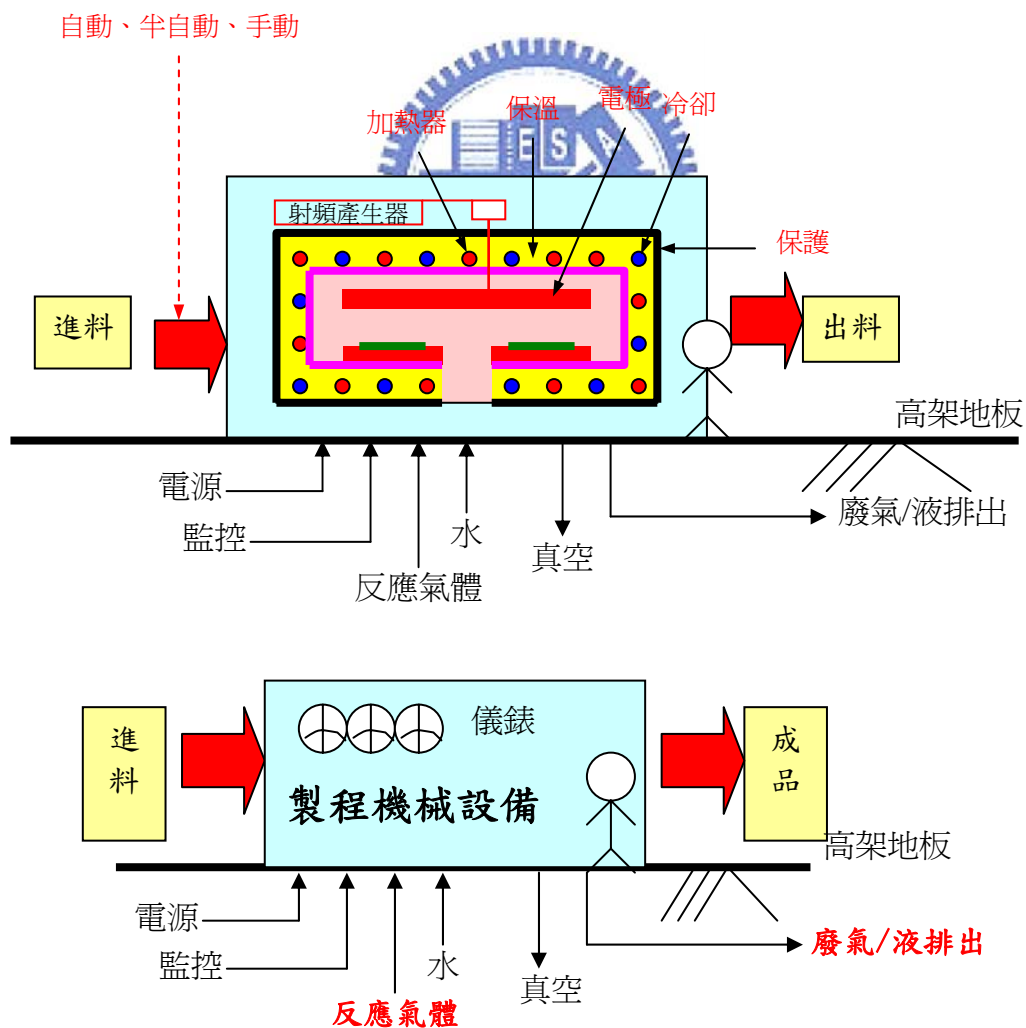 自動、半自動、手動
加熱器
保溫
電極
冷卻
ES
射頻產生器
保護
進料
出料
高架地板
電源
監控
反應氣體
水
真空
廢氣/液排出
進料
儀錶
製程機械設備
成品
高架地板
電源
監控
反應氣體
水
真空
廢氣/液排出